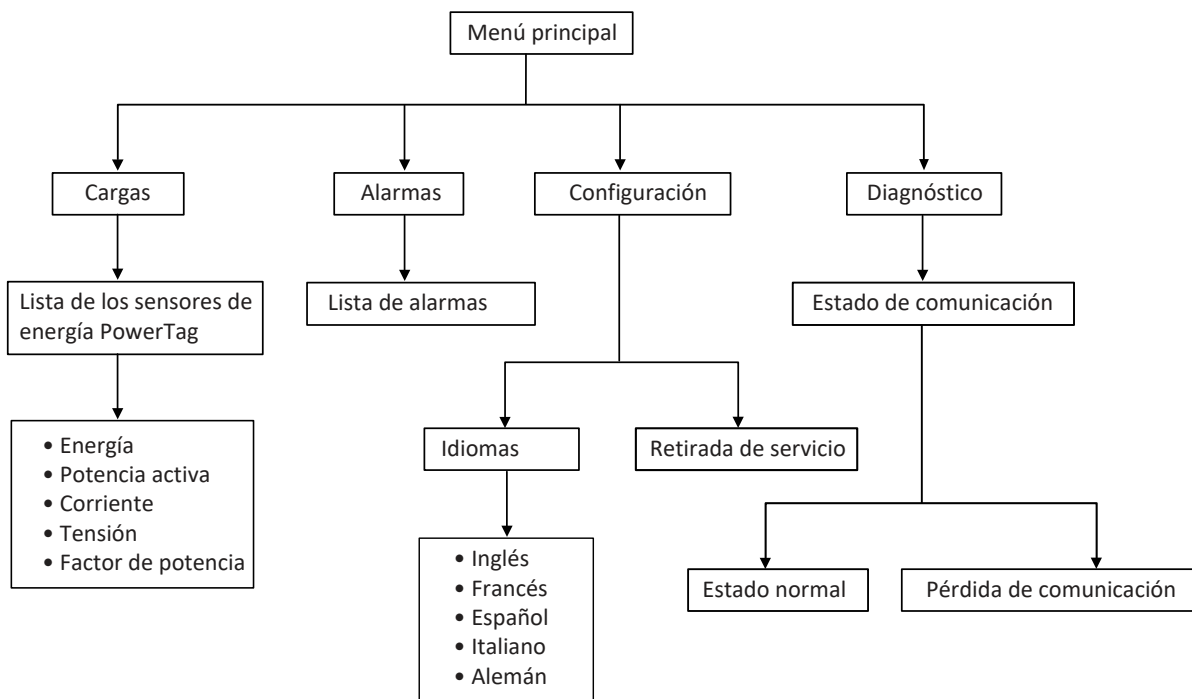 Menú principal
Cargas
Alarmas
Configuración
Diagnóstico
Lista de los sensores de
energía PowerTag
Lista de alarmas
Estado de comunicación
• Energía
• Potencia activa
• Corriente
• Tensión
• Factor de potencia
Idiomas
Retirada de servicio
• Inglés
• Francés
• Español
• Italiano
• Alemán
Estado normal
Pérdida de comunicación